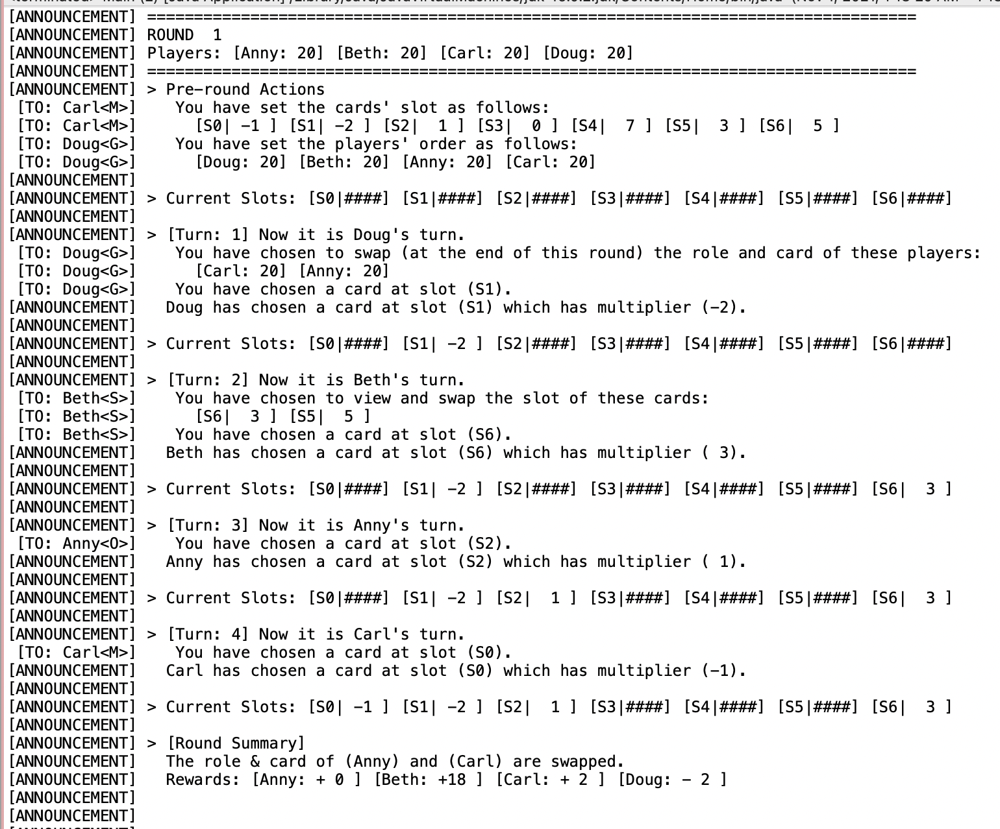 [ANNOUNCEMENT] ==================================================================================
[ANNOUNCEMENT] ROUND  1
[ANNOUNCEMENT] Players: [Anny: 20] [Beth: 20] [Carl: 20] [Doug: 20]
[ANNOUNCEMENT] ==================================================================================
[ANNOUNCEMENT] > Pre-round Actions
[TO: Carl<M>]    You have set the cards' slot as follows:
[TO: Carl<M>]      [S0| -1 ] [S1| -2 ] [S2|  1 ] [S3|  0 ] [S4|  7 ] [S5|  3 ] [S6|  5 ]
[TO: Doug<G>]    You have set the players' order as follows:
[TO: Doug<G>]      [Doug: 20] [Beth: 20] [Anny: 20] [Carl: 20]
[ANNOUNCEMENT]
[ANNOUNCEMENT] > Current Slots: [S0|####] [S1|####] [S2|####] [S3|####] [S4|####] [S5|####] [S6|####]
[ANNOUNCEMENT]
[ANNOUNCEMENT] > [Turn: 1] Now it is Doug's turn.
[TO: Doug<G>]    You have chosen to swap (at the end of this round) the role and card of these players:
[TO: Doug<G>]      [Carl: 20] [Anny: 20]
[TO: Doug<G>]    You have chosen a card at slot (S1).
[ANNOUNCEMENT]   Doug has chosen a card at slot (S1) which has multiplier (-2).
[ANNOUNCEMENT]
[ANNOUNCEMENT] > Current Slots: [S0|####] [S1| -2 ] [S2|####] [S3|####] [S4|####] [S5|####] [S6|####]
[ANNOUNCEMENT]
[ANNOUNCEMENT] > [Turn: 2] Now it is Beth's turn.
[TO: Beth<S>]    You have chosen to view and swap the slot of these cards:
[TO: Beth<S>]      [S6|  3 ] [S5|  5 ]
[TO: Beth<S>]    You have chosen a card at slot (S6).
[ANNOUNCEMENT]   Beth has chosen a card at slot (S6) which has multiplier ( 3).
[ANNOUNCEMENT]
[ANNOUNCEMENT] > Current Slots: [S0|####] [S1| -2 ] [S2|####] [S3|####] [S4|####] [S5|####] [S6|  3 ]
[ANNOUNCEMENT]
[ANNOUNCEMENT] > [Turn: 3] Now it is Anny's turn.
[TO: Anny<O>]    You have chosen a card at slot (S2).
[ANNOUNCEMENT]   Anny has chosen a card at slot (S2) which has multiplier ( 1).
[ANNOUNCEMENT]
[ANNOUNCEMENT] > Current Slots: [S0|####] [S1| -2 ] [S2|  1 ] [S3|####] [S4|####] [S5|####] [S6|  3 ]
[ANNOUNCEMENT]
[ANNOUNCEMENT] > [Turn: 4] Now it is Carl's turn.
[TO: Carl<M>]    You have chosen a card at slot (S0).
[ANNOUNCEMENT]   Carl has chosen a card at slot (S0) which has multiplier (-1).
[ANNOUNCEMENT]
[ANNOUNCEMENT] > Current Slots: [S0| -1 ] [S1| -2 ] [S2|  1 ] [S3|####] [S4|####] [S5|####] [S6|  3 ]
[ANNOUNCEMENT]
[ANNOUNCEMENT] > [Round Summary]
[ANNOUNCEMENT]   The role & card of (Anny) and (Carl) are swapped.
[ANNOUNCEMENT]   Rewards: [Anny: + 0 ] [Beth: +18 ] [Carl: + 2 ] [Doug: - 2 ]
[ANNOUNCEMENT]
[ANNOUNCEMENT]